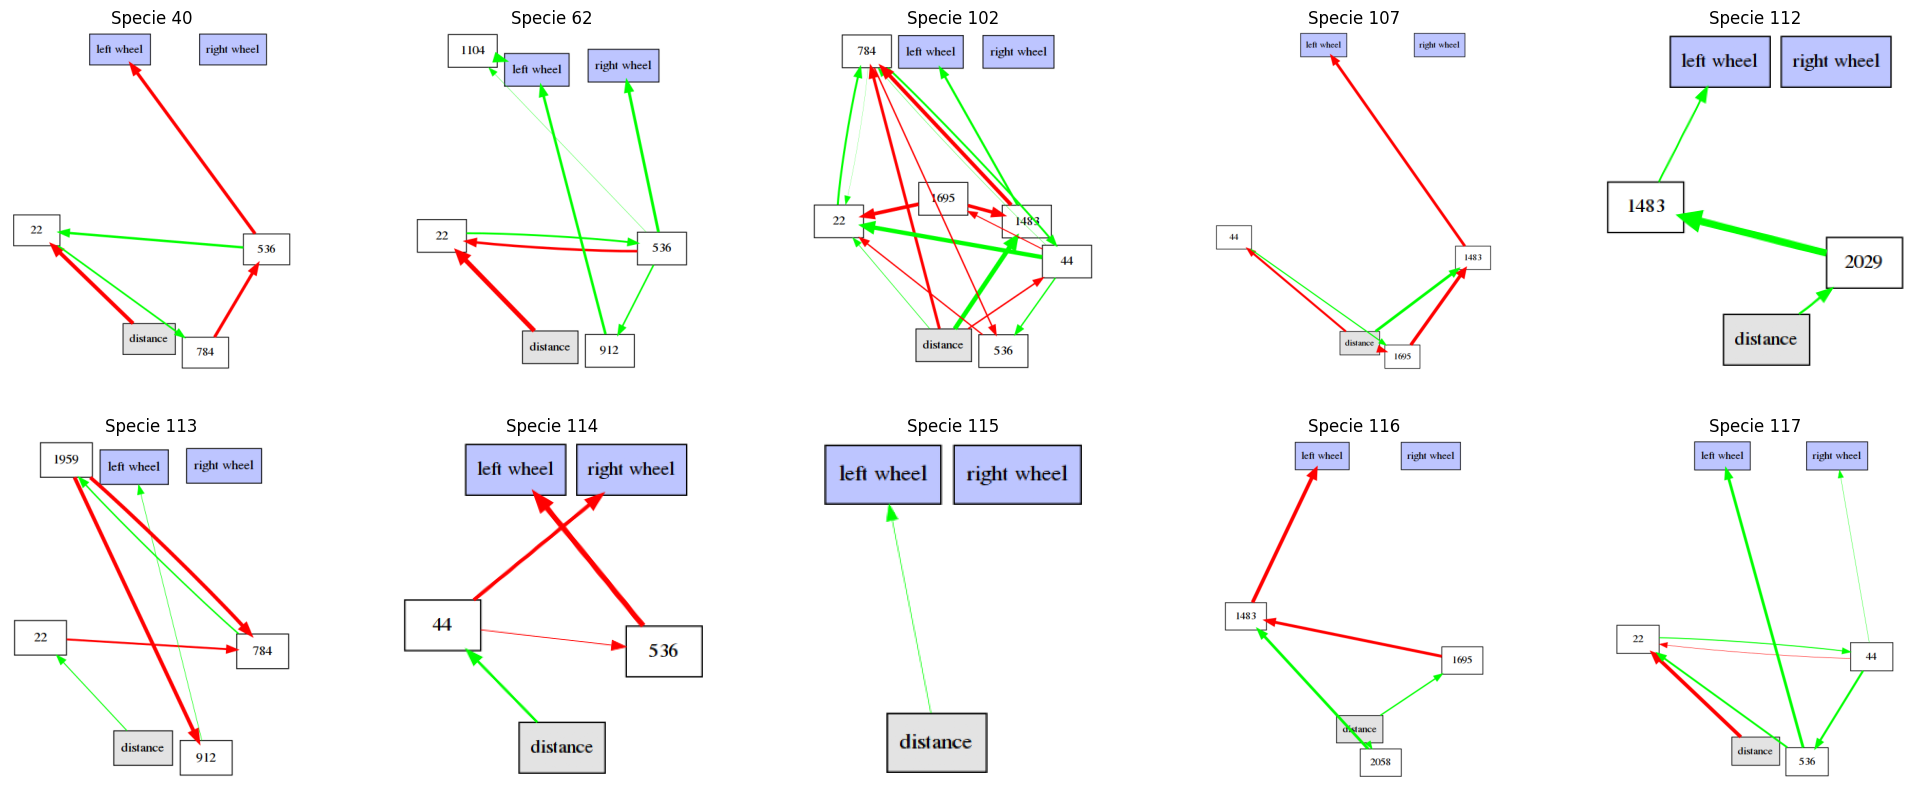 Specie 40
left wheel
right wheel
22
536
distance
784
Specie 62
1104
left wheel
right wheel
22
536
distance
912
Specie 102
784
left wheel
right wheel
1695
22
1483
44
distance
536
Specie 107
left wheel
right wheel
44
1483
distance
1695
Specie 112
left wheel
right wheel
1483
2029
distance
Specie 113
1959
left wheel
right wheel
22
784
distance
912
Specie 114
left wheel
right wheel
44
536
distance
Specie 115
left wheel
right wheel
distance
Specie 116
left wheel
right wheel
1483
1695
distance
2058
Specie 117
left wheel
right wheel
22
44
distance
536